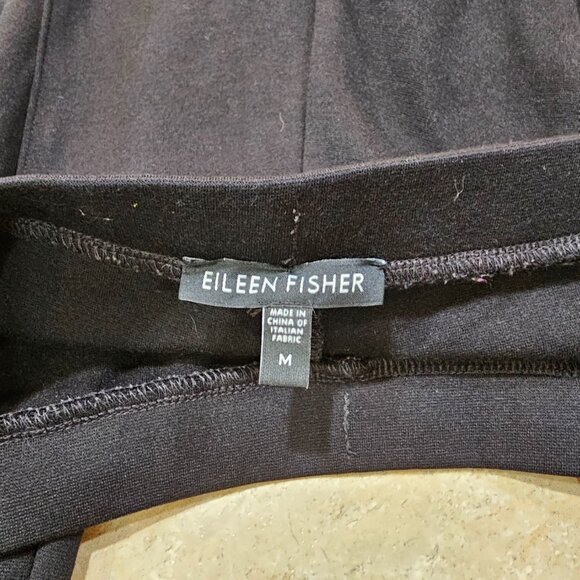 EILEEN FISHER
MADE IN
CHINA OF
ITALIAN
FABRIC
M